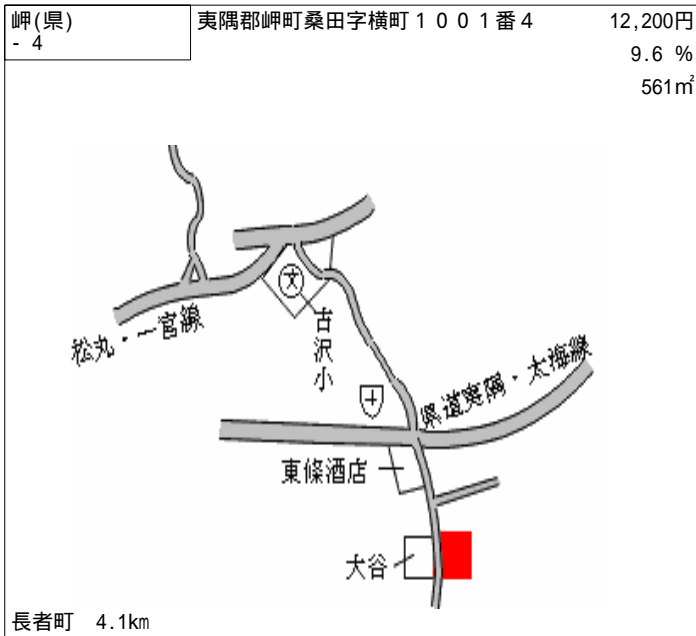 岬(県)
- 4
夷隅郡岬町桑田字横町１００１番4
12,200円
9.6 %
561㎡
松丸・一宮線
文
古沢小
県道夷隅・太海線
東條酒店
大谷
長者町 4.1km